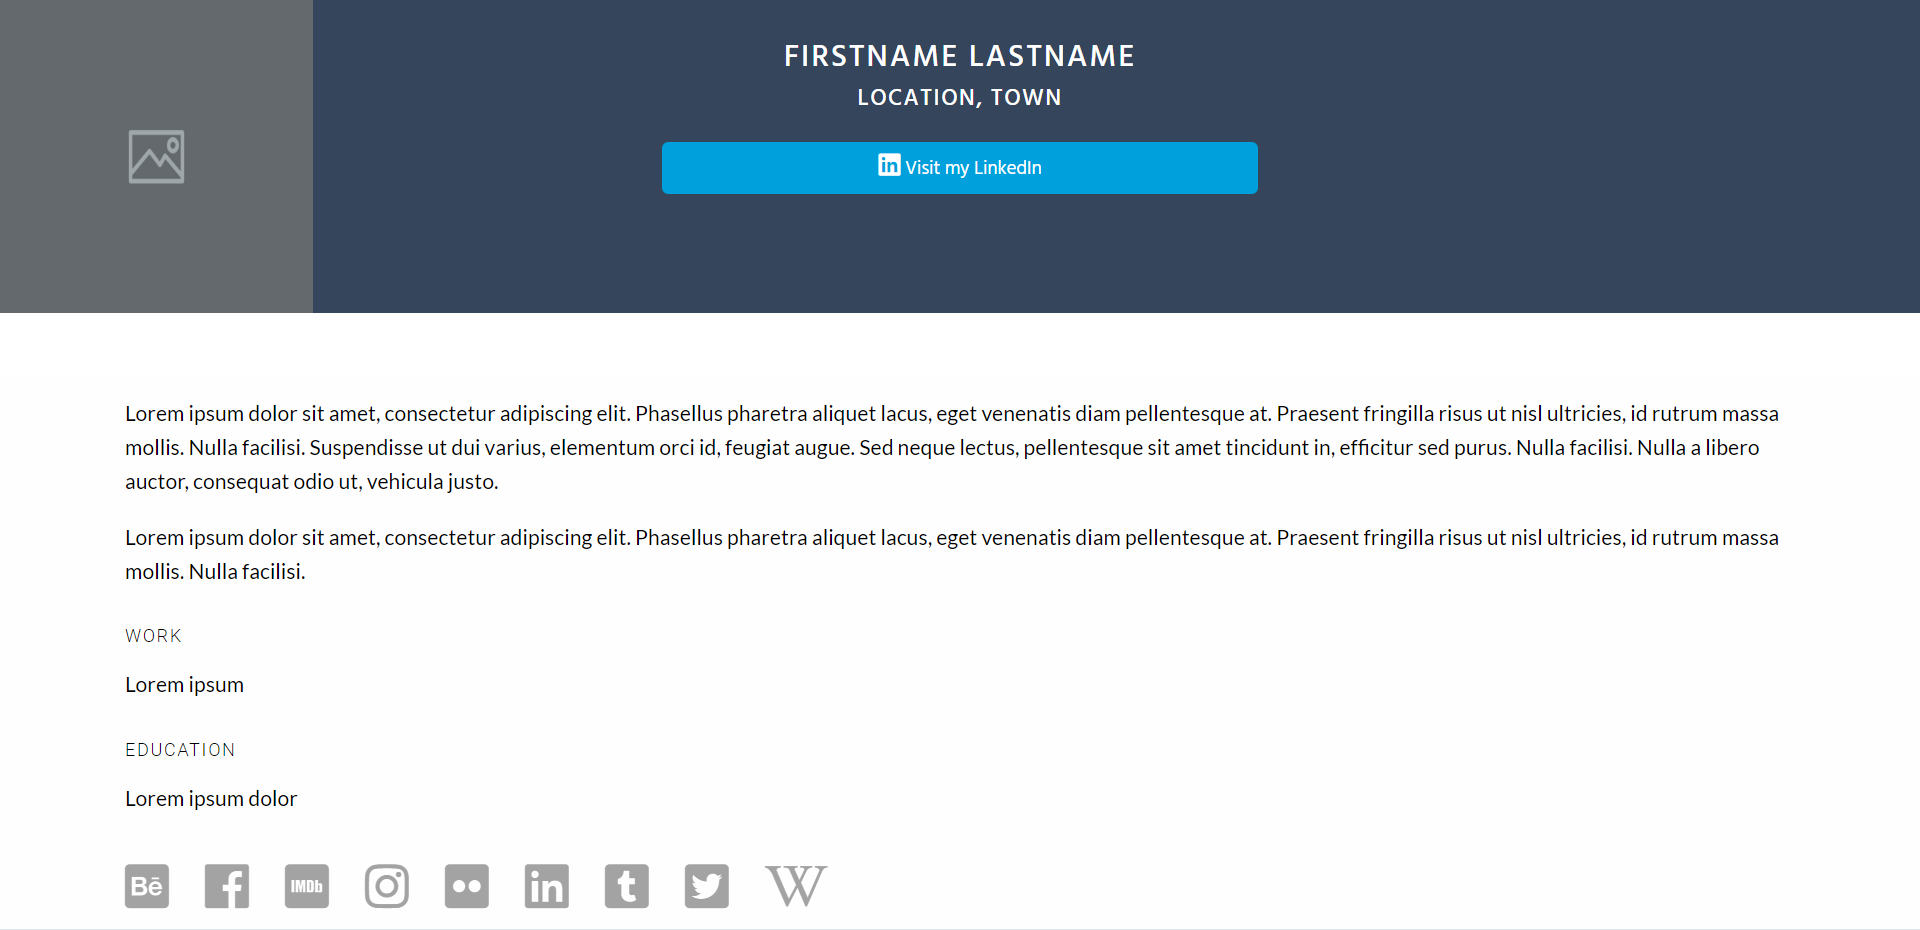 FIRSTNAME LASTNAME
LOCATION, TOWN
in Visit my LinkedIn
Lorem ipsum dolor sit amet, consectetur adipiscing elit. Phasellus pharetra aliquet lacus, eget venenatis diam pellentesque at. Praesent fringilla risus ut nisl ultricies, id rutrum massa
mollis. Nulla facilisi. Suspendisse ut dui varius, elementum orci id, feugiat augue. Sed neque lectus, pellentesque sit amet tincidunt in, efficitur sed purus. Nulla facilisi. Nulla a libero
auctor, consequat odio ut, vehicula justo.
Lorem ipsum dolor sit amet, consectetur adipiscing elit. Phasellus pharetra aliquet lacus, eget venenatis diam pellentesque at. Praesent fringilla risus ut nisl ultricies, id rutrum massa
mollis. Nulla facilisi.
WORK
Lorem ipsum
EDUCATION
Lorem ipsum dolor
Bē f IMDb in t W